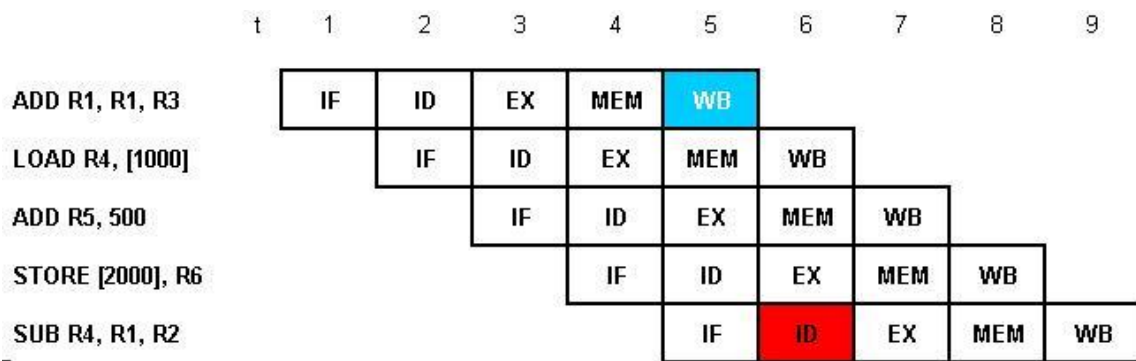 t 1 2 3 4 5 6 7 8 9
ADD R1, R1, R3 IF ID EX MEM WB
LOAD R4, [1000] IF ID EX MEM WB
ADD R5, 500 IF ID EX MEM WB
STORE [2000], R6 IF ID EX MEM WB
SUB R4, R1, R2 IF ID EX MEM WB